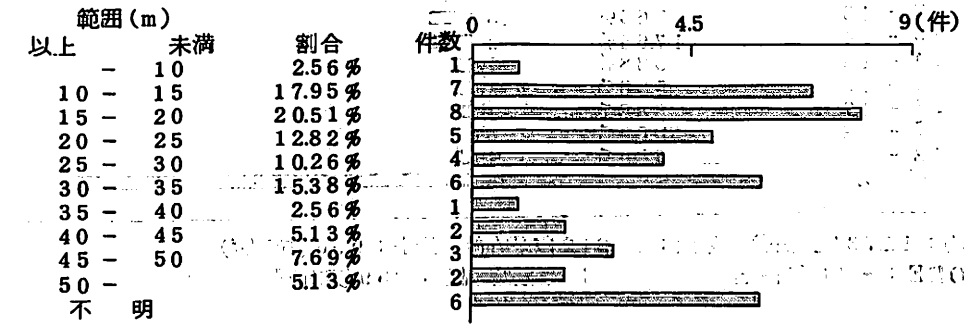 範囲(m) 0 4.5 9(件)
以上 未満 割合 件数
- 10 2.56% 1
10 - 15 17.95% 7
15 - 20 20.51% 8
20 - 25 12.82% 5
25 - 30 10.26% 4
30 - 35 15.38% 6
35 - 40 2.56% 1
40 - 45 5.13% 2
45 - 50 7.69% 3
50 - 5.13% 2
不 明 6